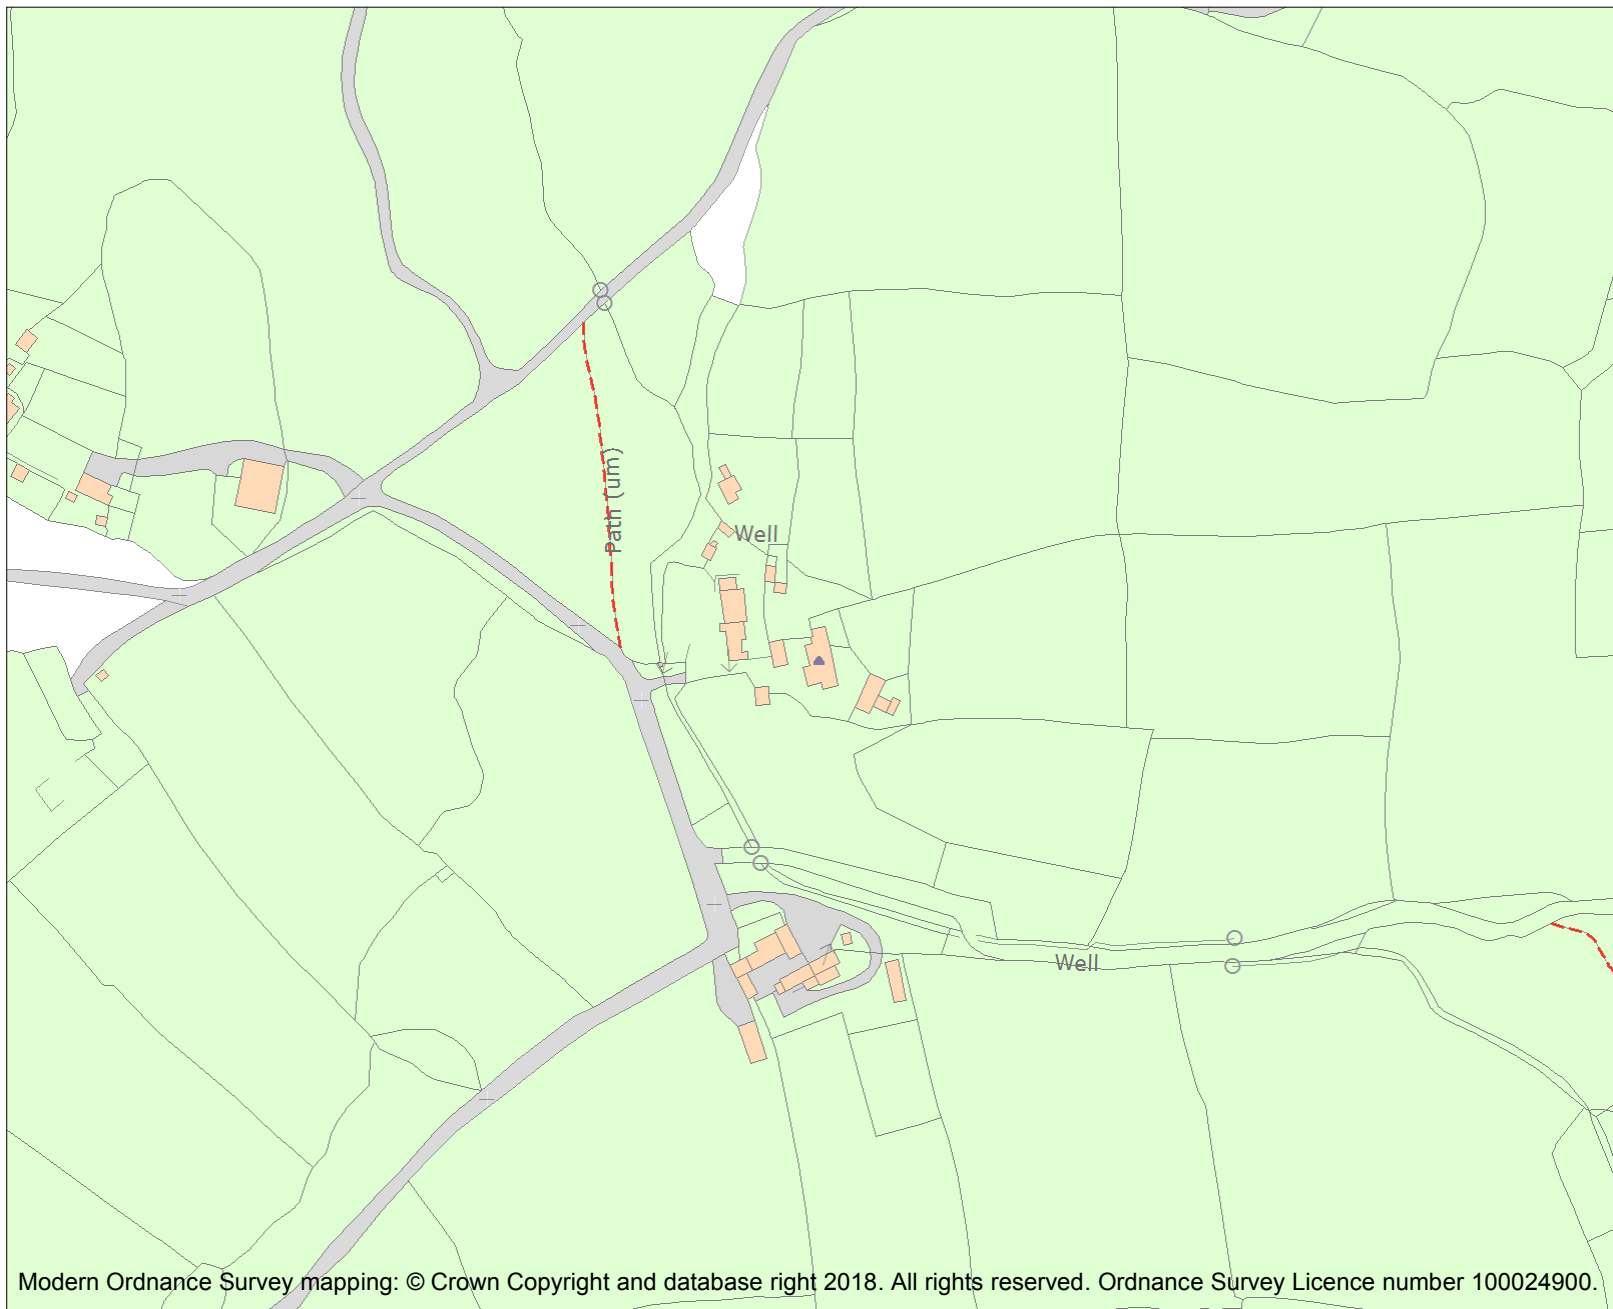 Path (um)
Well
Well
Modern Ordnance Survey mapping: © Crown Copyright and database right 2018. All rights reserved. Ordnance Survey Licence number 100024900.